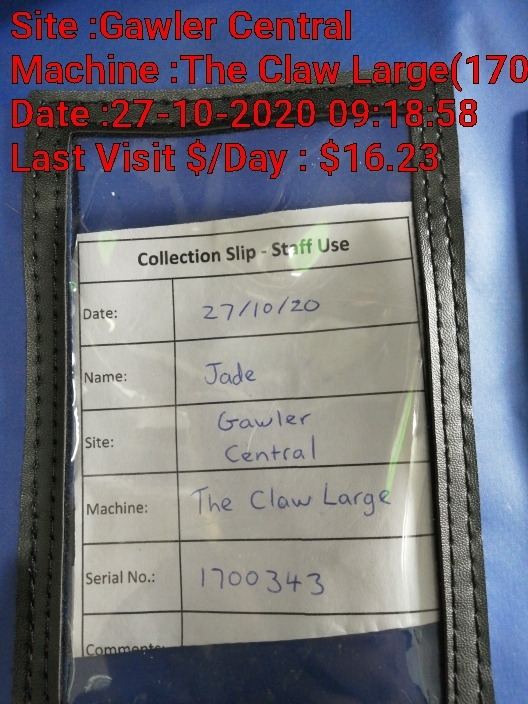 Site :Gawler Central
Machine :The Claw Large(170
Date :27-10-2020 09:18:58
Last Visit $/Day : $16.23
Collection Slip - Staff Use
Date: 27/10/20
Name: Jade
Site: Gawler
Central
Machine: The Claw Large
Serial No.: 1700343
Comments: